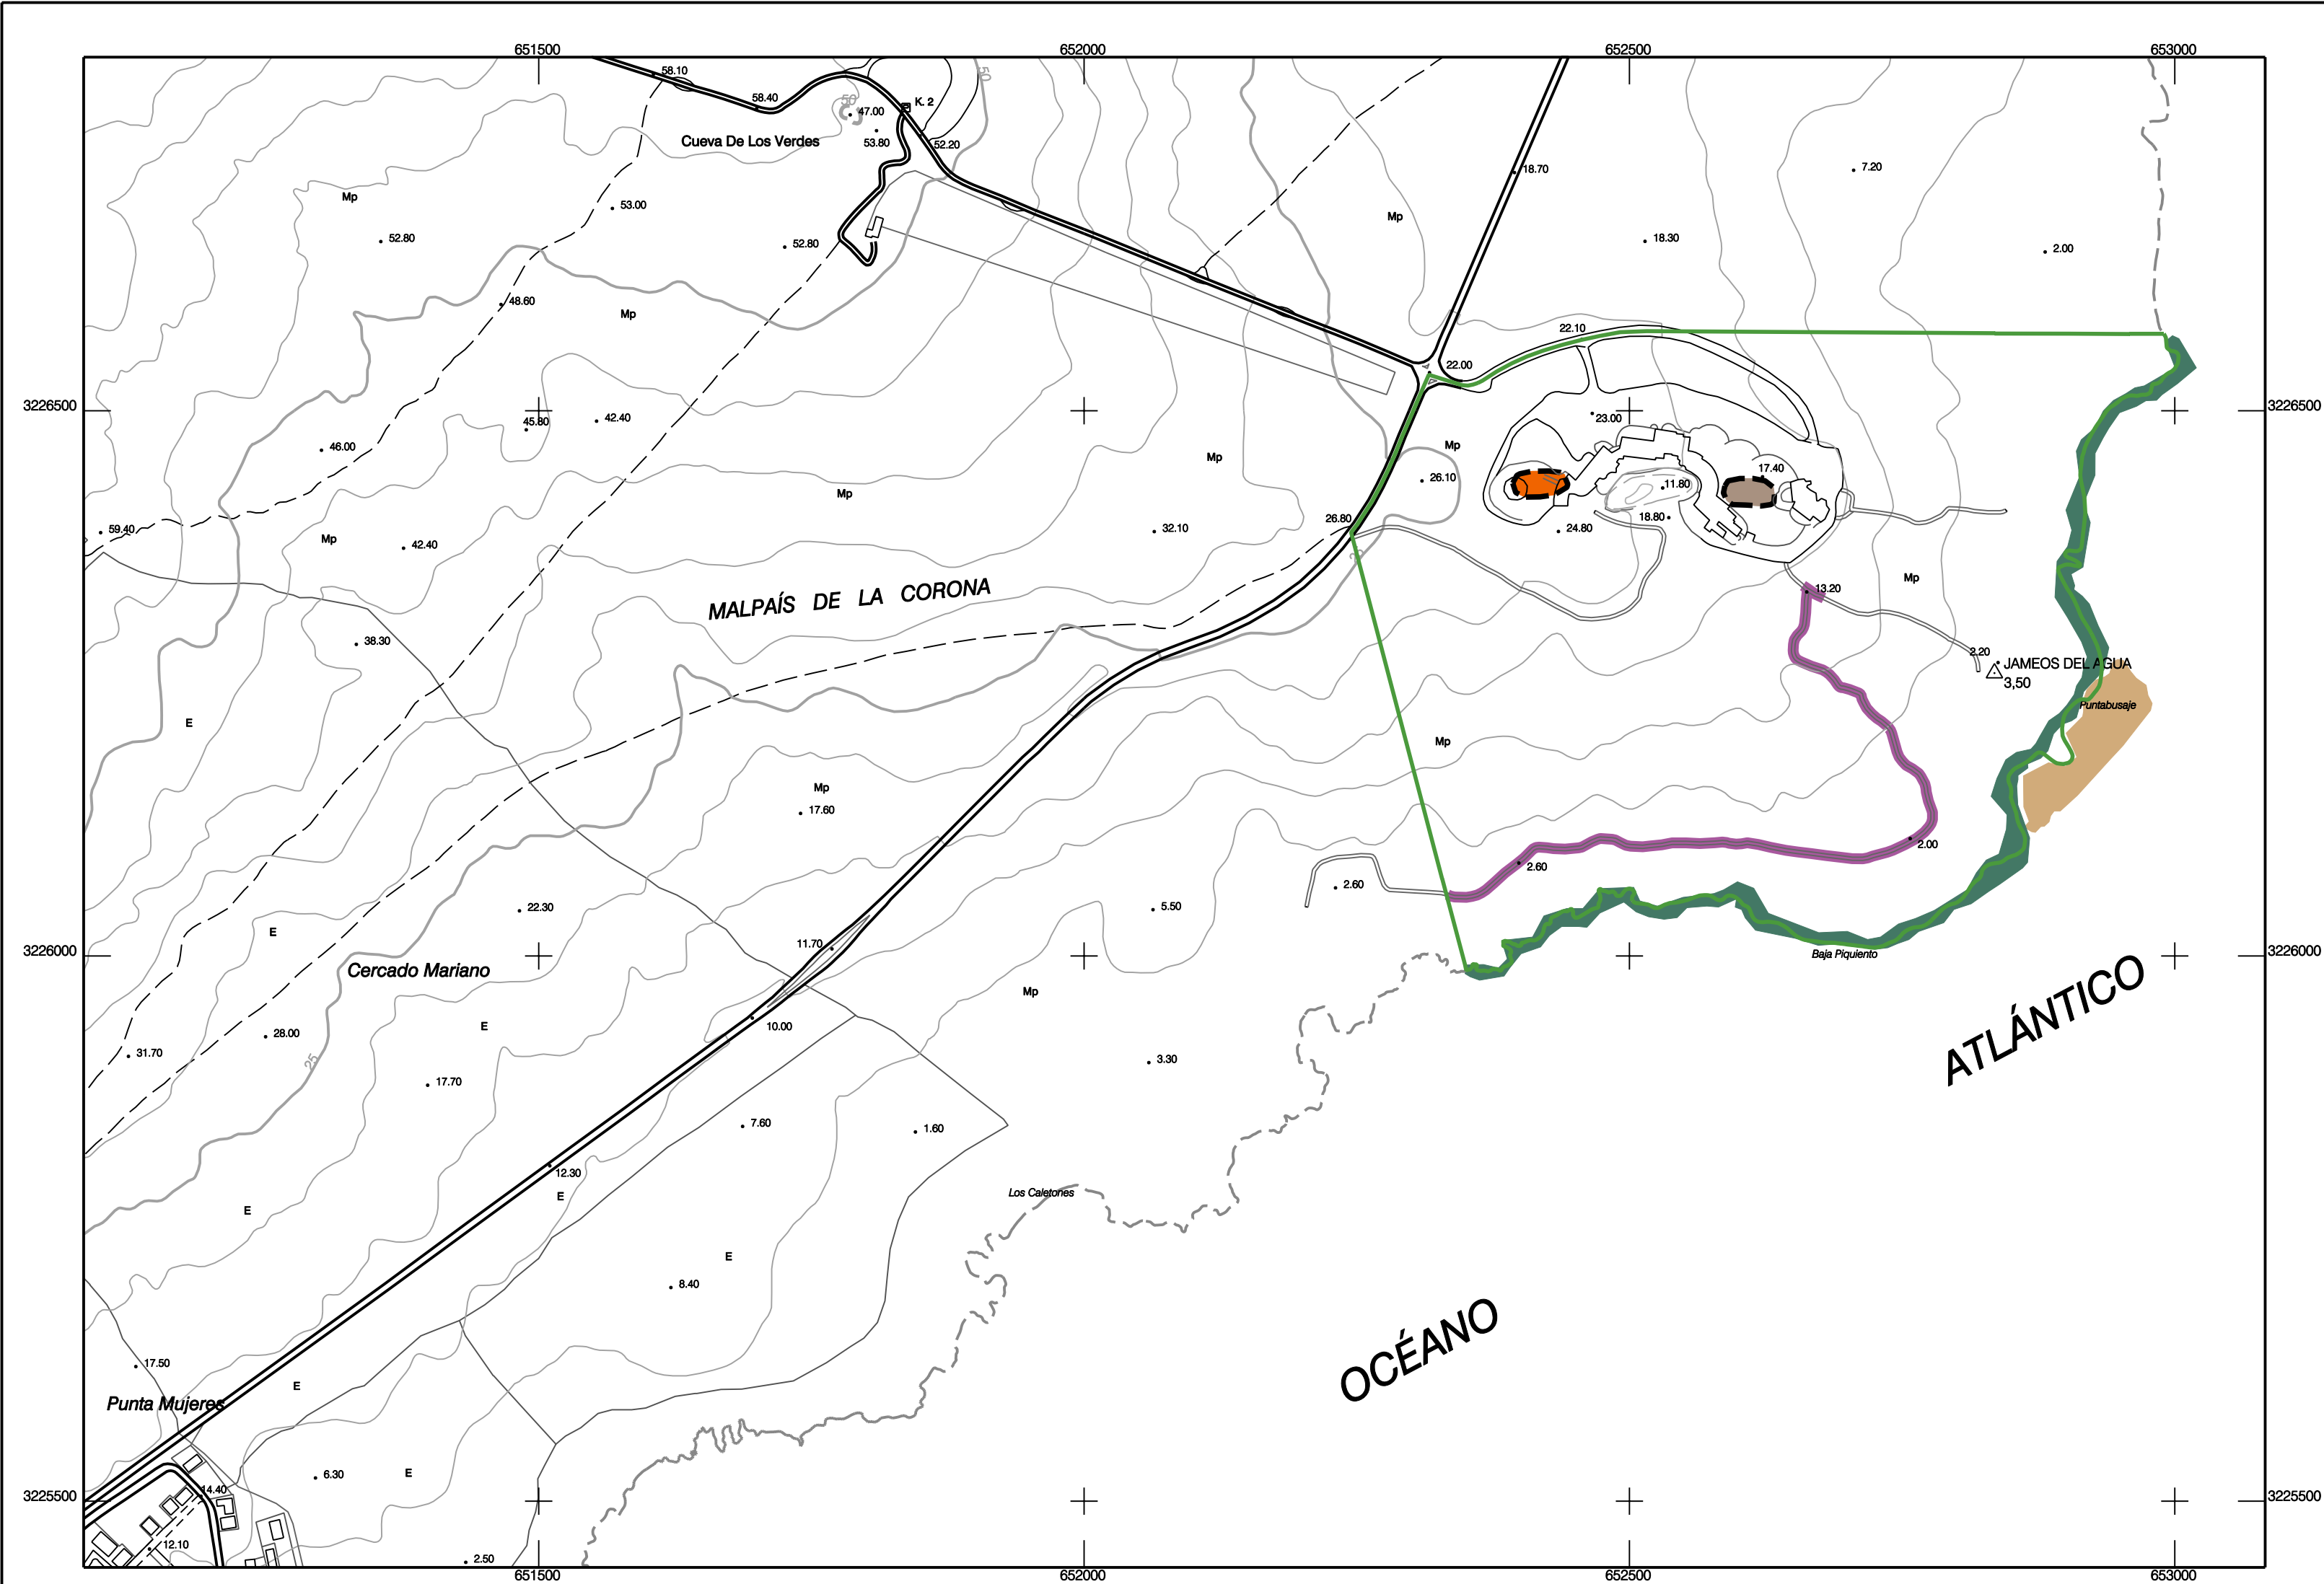 651500 652000 652500 653000
58.10
58.40
50
50
47.00
K. 2
Cueva De Los Verdes
53.80
52.20
18.70
7.20
Mp
53.00
Mp
52.80
52.80
18.30
2.00
48.60
Mp
22.10
22.00
3226500
3226500
45.80
42.40
23.00
46.00
Mp
Mp
17.40
26.10
11.80
Mp
26.80
18.80
59.40
32.10
24.80
Mp
42.40
Mp
MALPAÍS DE LA CORONA
13.20
38.30
2.20
JAMEOS DEL AGUA
3,50
Puntabusaje
E
Mp
Mp
17.60
2.00
2.60
2.60
22.30
5.50
E
11.70
3226000
3226000
Baja Piquiento
Cercado Mariano
Mp
ATLÁNTICO
E
10.00
28.00
31.70
25
3.30
17.70
7.60
1.60
12.30
E
Los Caletones
E
E
8.40
OCÉANO
17.50
E
Punta Mujeres
6.30
E
14.40
3225500
3225500
12.10
2.50
651500 652000 652500 653000